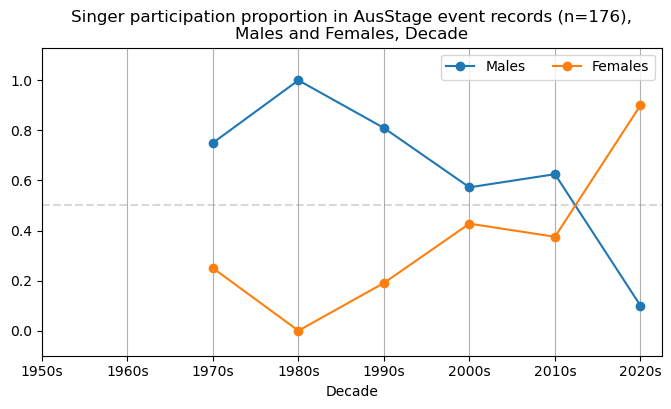 Singer participation proportion in AusStage event records (n=176),
Males and Females, Decade
Males
Females
1.0
0.8
0.6
0.4
0.2
0.0
1950s 1960s 1970s 1980s 1990s 2000s 2010s 2020s
Decade